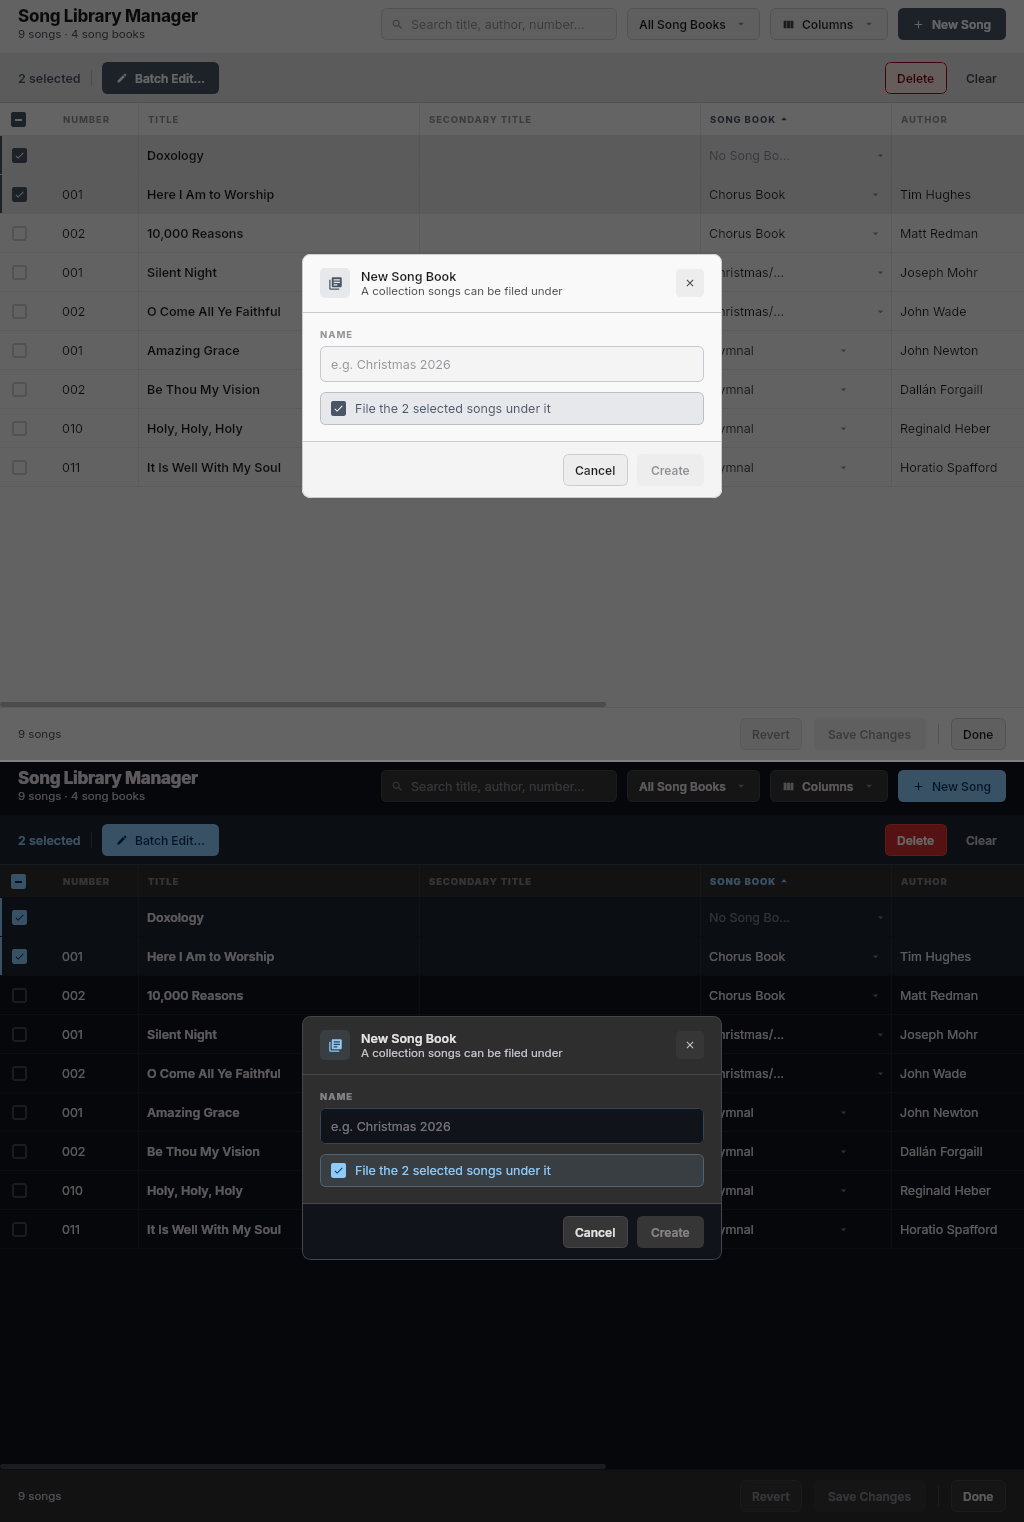 Song Library Manager
9 songs · 4 song books
Search title, author, number...
All Song Books
Columns
New Song
2 selected
Batch Edit...
Delete
Clear
NUMBER TITLE SECONDARY TITLE SONG BOOK AUTHOR
Doxology No Song Bo...
001 Here I Am to Worship Chorus Book Tim Hughes
002 10,000 Reasons Chorus Book Matt Redman
001 Silent Night hristmas/... Joseph Mohr
002 O Come All Ye Faithful hristmas/... John Wade
001 Amazing Grace ymnal John Newton
002 Be Thou My Vision ymnal Dallán Forgaill
010 Holy, Holy, Holy ymnal Reginald Heber
011 It Is Well With My Soul ymnal Horatio Spafford
New Song Book
A collection songs can be filed under
NAME
e.g. Christmas 2026
File the 2 selected songs under it
Cancel
Create
9 songs
Revert
Save Changes
Done
Song Library Manager
9 songs · 4 song books
Search title, author, number...
All Song Books
Columns
New Song
2 selected
Batch Edit...
Delete
Clear
NUMBER TITLE SECONDARY TITLE SONG BOOK AUTHOR
Doxology No Song Bo...
001 Here I Am to Worship Chorus Book Tim Hughes
002 10,000 Reasons Chorus Book Matt Redman
001 Silent Night hristmas/... Joseph Mohr
002 O Come All Ye Faithful hristmas/... John Wade
001 Amazing Grace ymnal John Newton
002 Be Thou My Vision ymnal Dallán Forgaill
010 Holy, Holy, Holy ymnal Reginald Heber
011 It Is Well With My Soul ymnal Horatio Spafford
New Song Book
A collection songs can be filed under
NAME
e.g. Christmas 2026
File the 2 selected songs under it
Cancel
Create
9 songs
Revert
Save Changes
Done